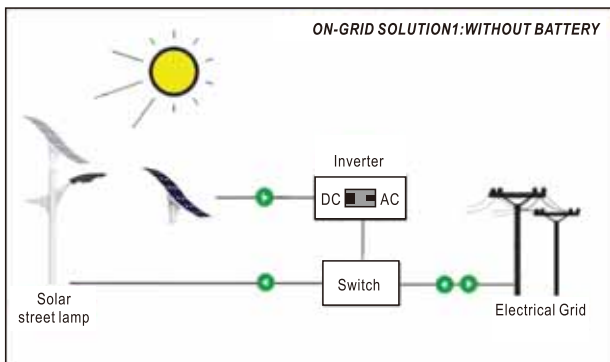 ON-GRID SOLUTION1:WITHOUT BATTERY
Inverter
DC AC
Switch
Solar
street lamp
Electrical Grid